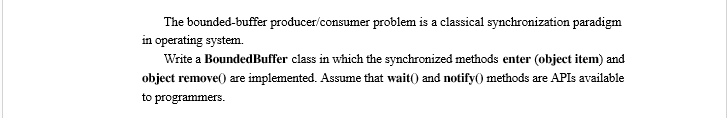 The bounded-buffer producer/consumer problem is a classical synchronization paradigm
in operating system.
Write a BoundedBuffer class in which the synchronized methods enter (object item) and
object remove() are implemented. Assume that wait() and notify() methods are APIs available
to programmers.